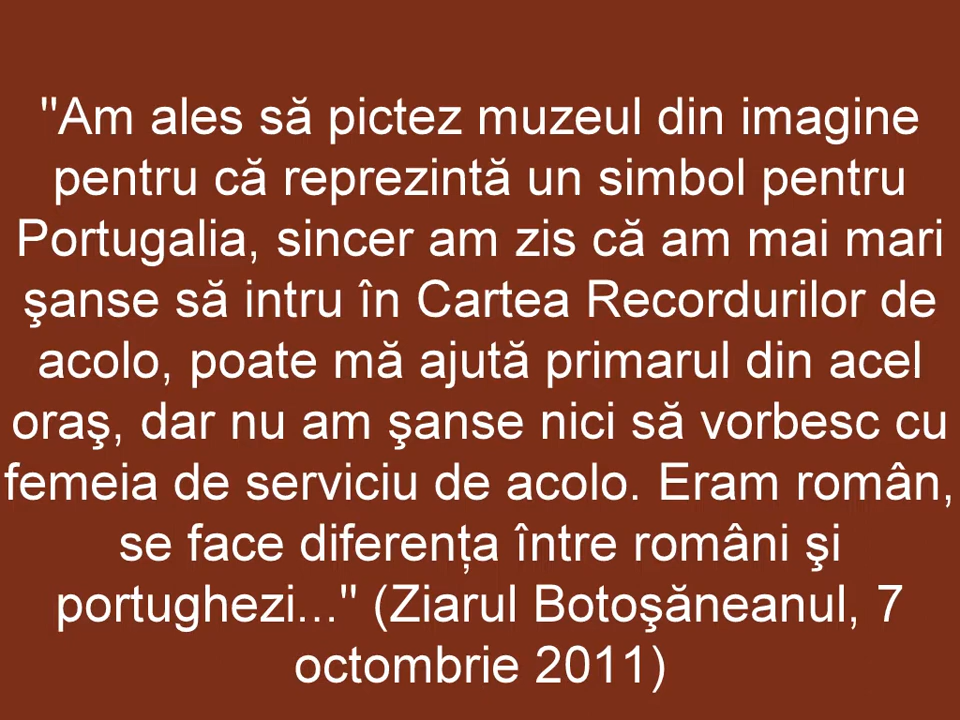 "Am ales să pictez muzeul din imagine
pentru că reprezintă un simbol pentru
Portugalia, sincer am zis că am mai mari
şanse să intru în Cartea Recordurilor de
acolo, poate mă ajută primarul din acel
oraş, dar nu am şanse nici să vorbesc cu
femeia de serviciu de acolo. Eram român,
se face diferența între români şi
portughezi..." (Ziarul Botoşăneanul, 7
octombrie 2011)